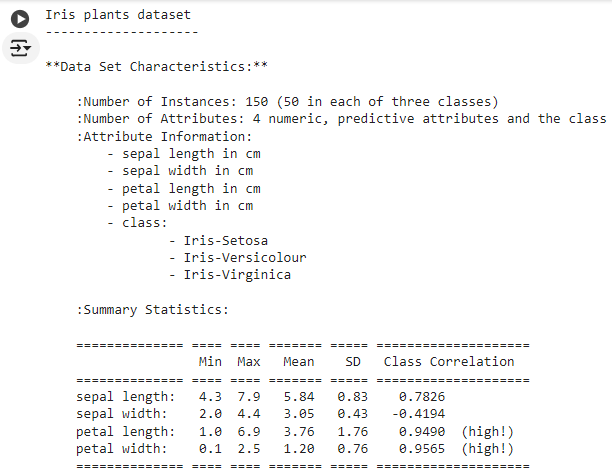 Iris plants dataset
--------------------
**Data Set Characteristics:**
:Number of Instances: 150 (50 in each of three classes)
:Number of Attributes: 4 numeric, predictive attributes and the class
:Attribute Information:
- sepal length in cm
- sepal width in cm
- petal length in cm
- petal width in cm
- class:
- Iris-Setosa
- Iris-Versicolour
- Iris-Virginica
:Summary Statistics:
============== ==== ==== ======= ===== ====================
Min Max Mean SD Class Correlation
============== ==== ==== ======= ===== ====================
sepal length: 4.3 7.9 5.84 0.83 0.7826
sepal width: 2.0 4.4 3.05 0.43 -0.4194
petal length: 1.0 6.9 3.76 1.76 0.9490 (high!)
petal width: 0.1 2.5 1.20 0.76 0.9565 (high!)
============== ==== ==== ======= ===== ====================